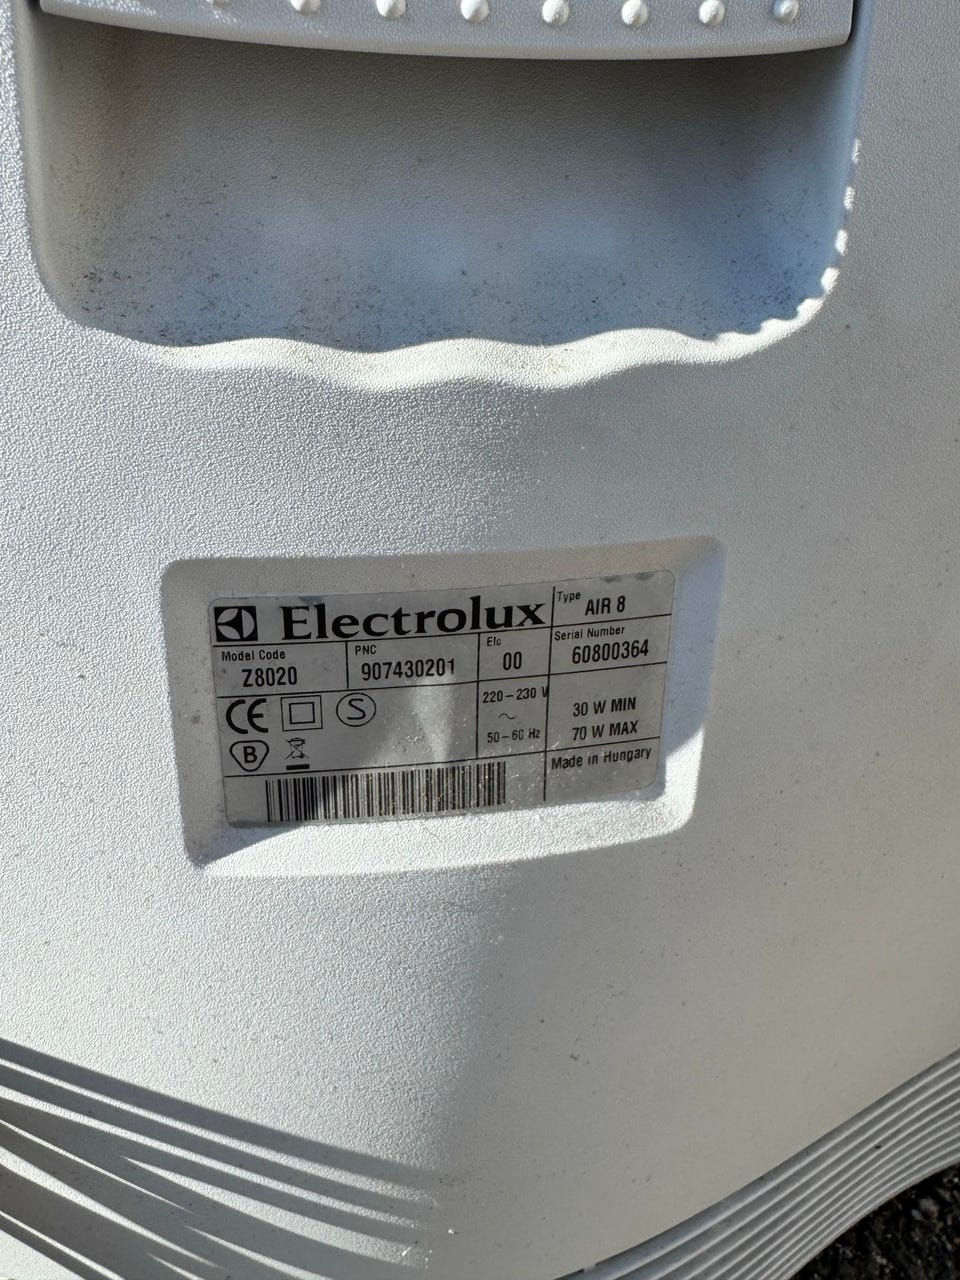 Electrolux
Type
AIR 8
Model Code
Z8020
PNC
907430201
Elc
00
Serial Number
60800364
CE
S
B
220–230 V
~
50–60 Hz
30 W MIN
70 W MAX
Made in Hungary